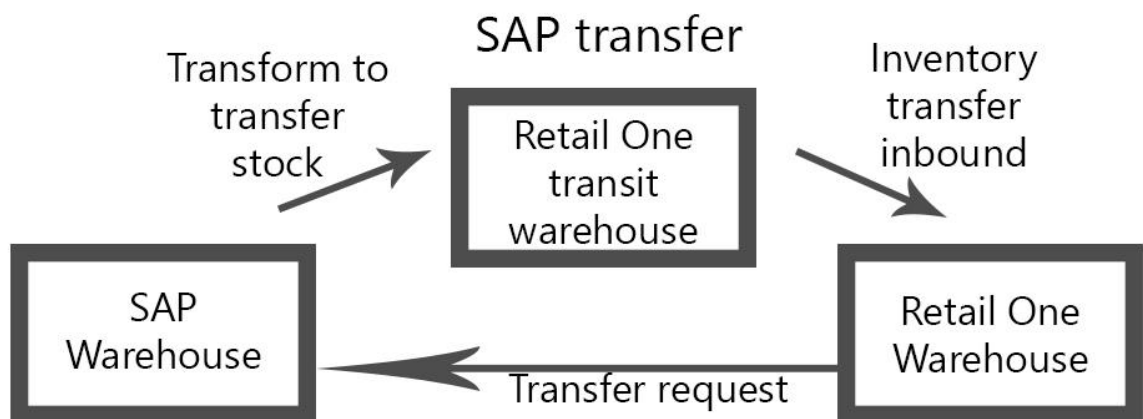 SAP transfer
Transform to
transfer
stock
Retail One
transit
warehouse
Inventory
transfer
inbound
SAP
Warehouse
Transfer request
Retail One
Warehouse